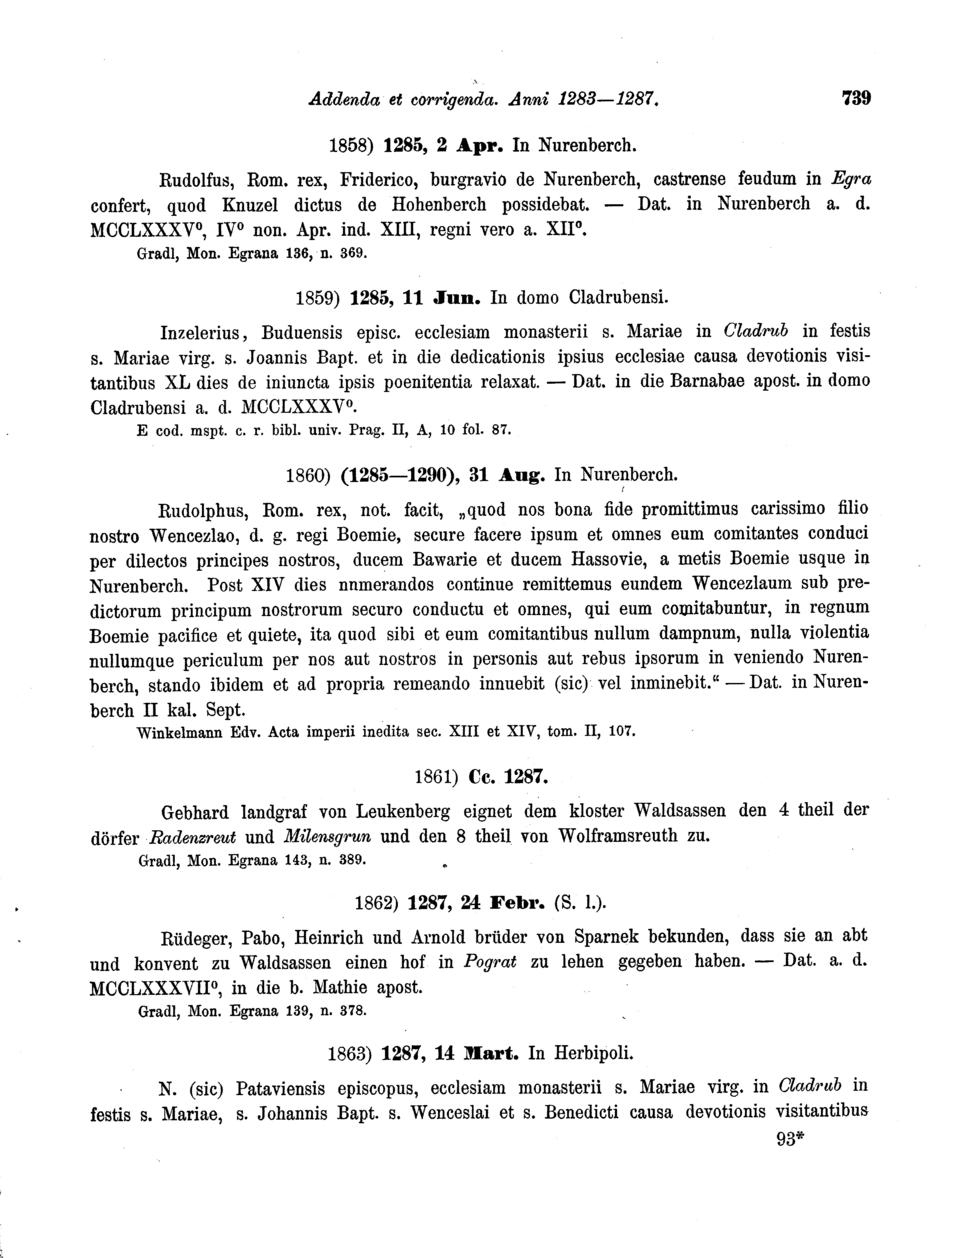 Addenda et corrigenda. Anni 1283—1287. 739
1858) 1285, 2 Apr. In Nurenberch.
Rudolfus, Rom. rex, Friderico, burgravio de Nurenberch, castrense feudum in Egra
confert, quod Knuzel dictus de Hohenberch possidebat. — Dat. in Nurenberch a. d.
MCCLXXXV⁰, IV⁰ non. Apr. ind. XIII, regni vero a. XII⁰.
Gradl, Mon. Egrana 136, n. 369.
1859) 1285, 11 Jun. In domo Cladrubensi.
Inzelerius, Buduensis episc. ecclesiam monasterii s. Mariae in Cladrub in festis
s. Mariae virg. s. Joannis Bapt. et in die dedicationis ipsius ecclesiae causa devotionis visi-
tantibus XL dies de iniuncta ipsis poenitentia relaxat. — Dat. in die Barnabae apost. in domo
Cladrubensi a. d. MCCLXXXV⁰.
E cod. mspt. c. r. bibl. univ. Prag. II, A, 10 fol. 87.
1860) (1285—1290), 31 Aug. In Nurenberch.
Rudolphus, Rom. rex, not. facit, „quod nos bona fide promittimus carissimo filio
nostro Wencezlao, d. g. regi Boemie, secure facere ipsum et omnes eum comitantes conduci
per dilectos principes nostros, ducem Bawarie et ducem Hassovie, a metis Boemie usque in
Nurenberch. Post XIV dies nnmerandos continue remittemus eundem Wencezlaum sub pre-
dictorum principum nostrorum securo conductu et omnes, qui eum comitabuntur, in regnum
Boemie pacifice et quiete, ita quod sibi et eum comitantibus nullum dampnum, nulla violentia
nullumque periculum per nos aut nostros in personis aut rebus ipsorum in veniendo Nuren-
berch, stando ibidem et ad propria remeando innuebit (sic) vel inminebit.“ — Dat. in Nuren-
berch II kal. Sept.
Winkelmann Edv. Acta imperii inedita sec. XIII et XIV, tom. II, 107.
1861) Cc. 1287.
Gebhard landgraf von Leukenberg eignet dem kloster Waldsassen den 4 theil der
dörfer Radenzreut und Milensgrun und den 8 theil von Wolframsreuth zu.
Gradl, Mon. Egrana 143, n. 389.
1862) 1287, 24 Febr. (S. l.).
Rüdeger, Pabo, Heinrich und Arnold brüder von Sparnek bekunden, dass sie an abt
und konvent zu Waldsassen einen hof in Pograt zu lehen gegeben haben. — Dat. a. d.
MCCLXXXVII⁰, in die b. Mathie apost.
Gradl, Mon. Egrana 139, n. 378.
1863) 1287, 14 Mart. In Herbipoli.
N. (sic) Pataviensis episcopus, ecclesiam monasterii s. Mariae virg. in Cladrub in
festis s. Mariae, s. Johannis Bapt. s. Wenceslai et s. Benedicti causa devotionis visitantibus
93*